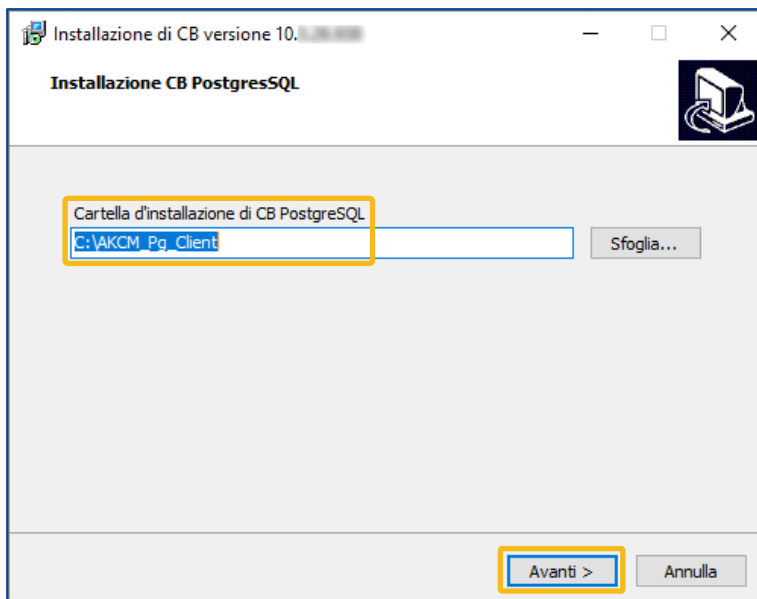 Installazione di CB versione 10.
Installazione CB PostgresSQL
Cartella d'installazione di CB PostgreSQL
C:\AKCM_Pg_Client
Sfoglia...
Avanti >
Annulla